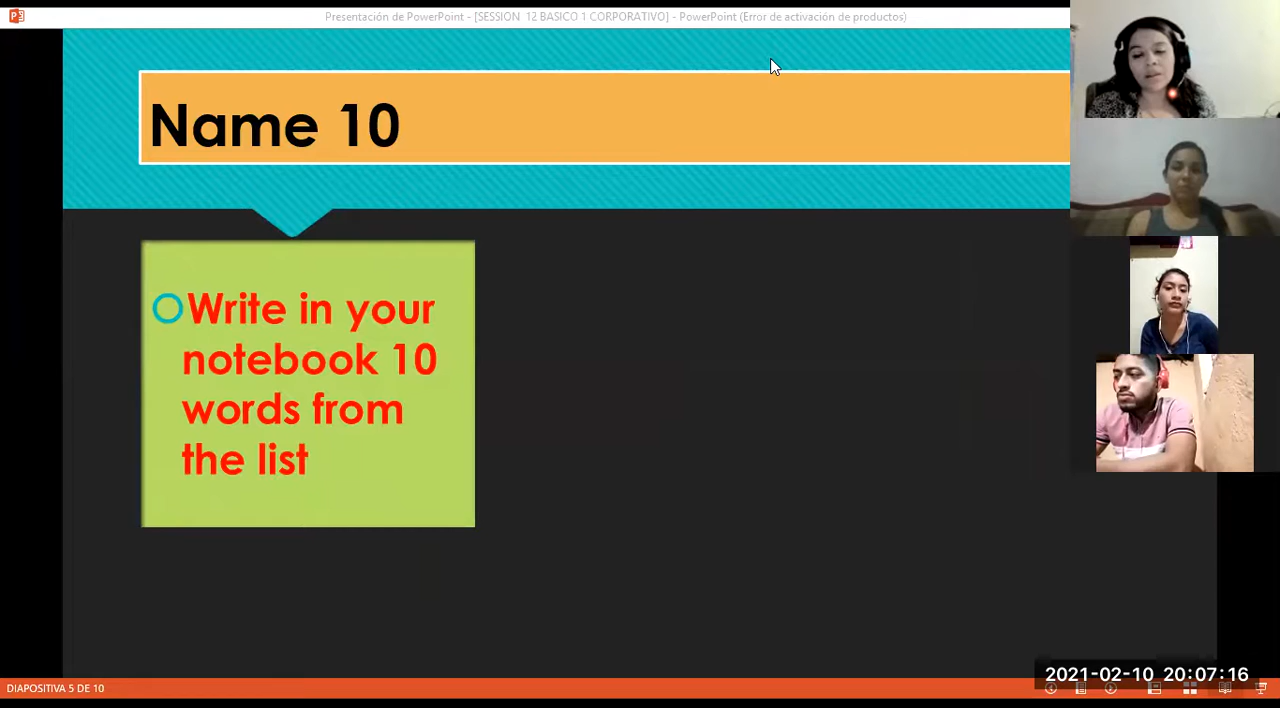 Presentación de PowerPoint - [SESSION 12 BASICO 1 CORPORATIVO] - PowerPoint (Error de activación de productos)
Name 10
Write in your
notebook 10
words from
the list
2021-02-10 20:07:16
DIAPOSITIVA 5 DE 10